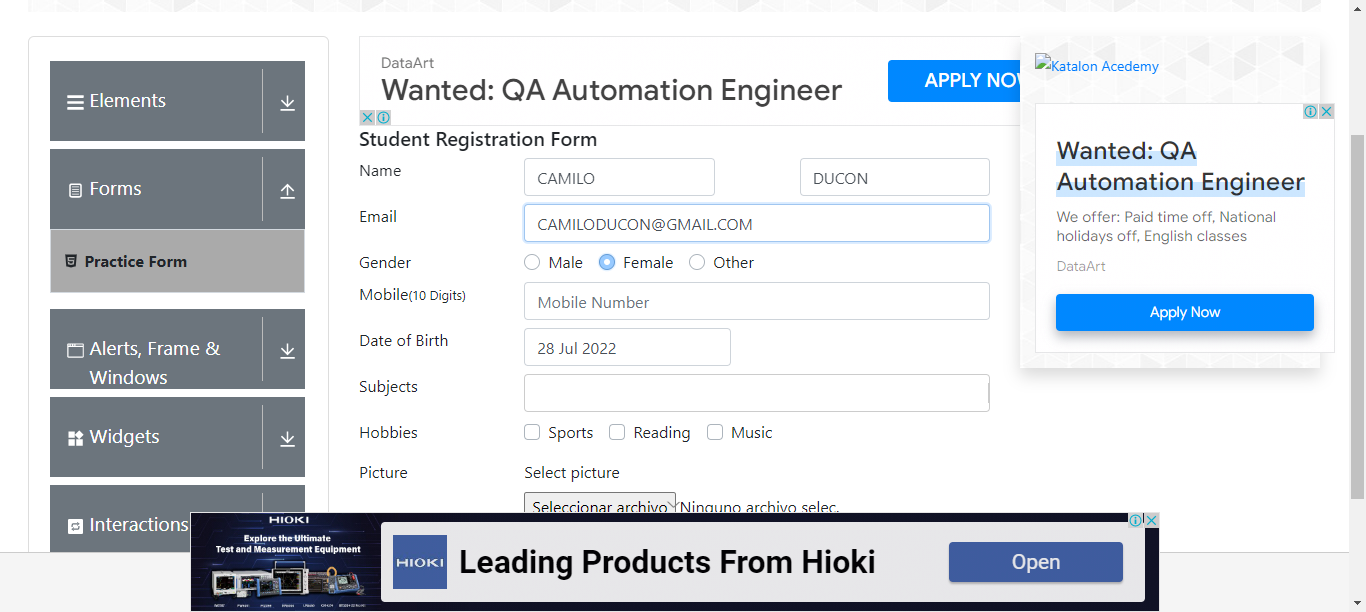 Elements
Forms
Practice Form
Alerts, Frame &
Windows
Widgets
Interactions
DataArt
Wanted: QA Automation Engineer
APPLY NOW
Student Registration Form
Name
CAMILO
DUCON
Email
CAMILODUCON@GMAIL.COM
Gender
Male
Female
Other
Mobile(10 Digits)
Mobile Number
Date of Birth
28 Jul 2022
Subjects
Hobbies
Sports
Reading
Music
Picture
Select picture
Seleccionar archivo
Ninguno archivo selec.
Katalon Acedemy
Wanted: QA
Automation Engineer
We offer: Paid time off, National
holidays off, English classes
DataArt
Apply Now
HIOKI
Explore the Ultimate
Test and Measurement Equipment
HIOKI
Leading Products From Hioki
Open